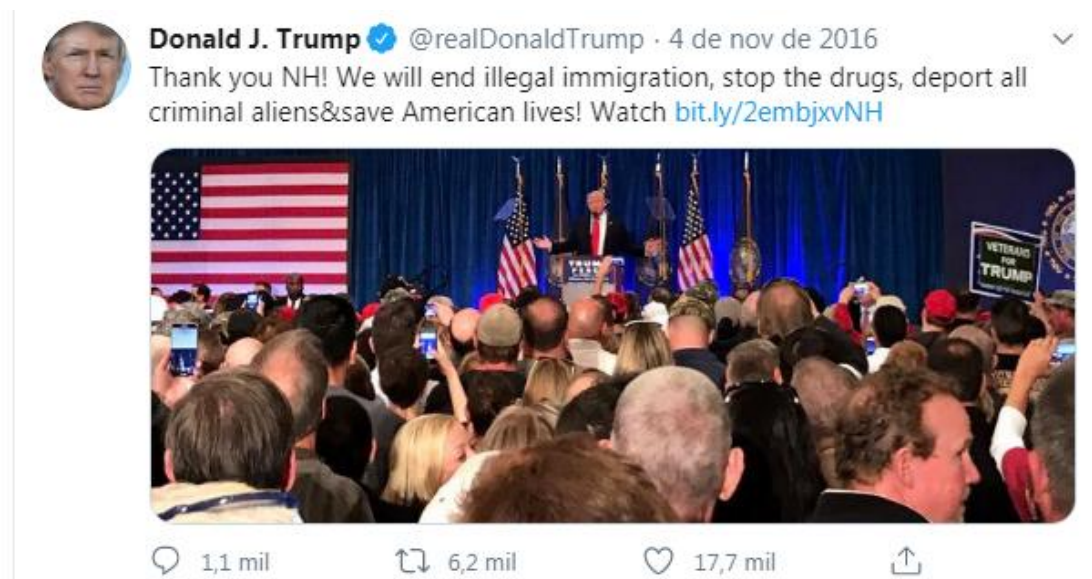 Donald J. Trump @realDonaldTrump · 4 de nov de 2016
Thank you NH! We will end illegal immigration, stop the drugs, deport all
criminal aliens&save American lives! Watch bit.ly/2embjxvNH
VETERANS
FOR
TRUMP
TRUMP
1,1 mil 6,2 mil 17,7 mil